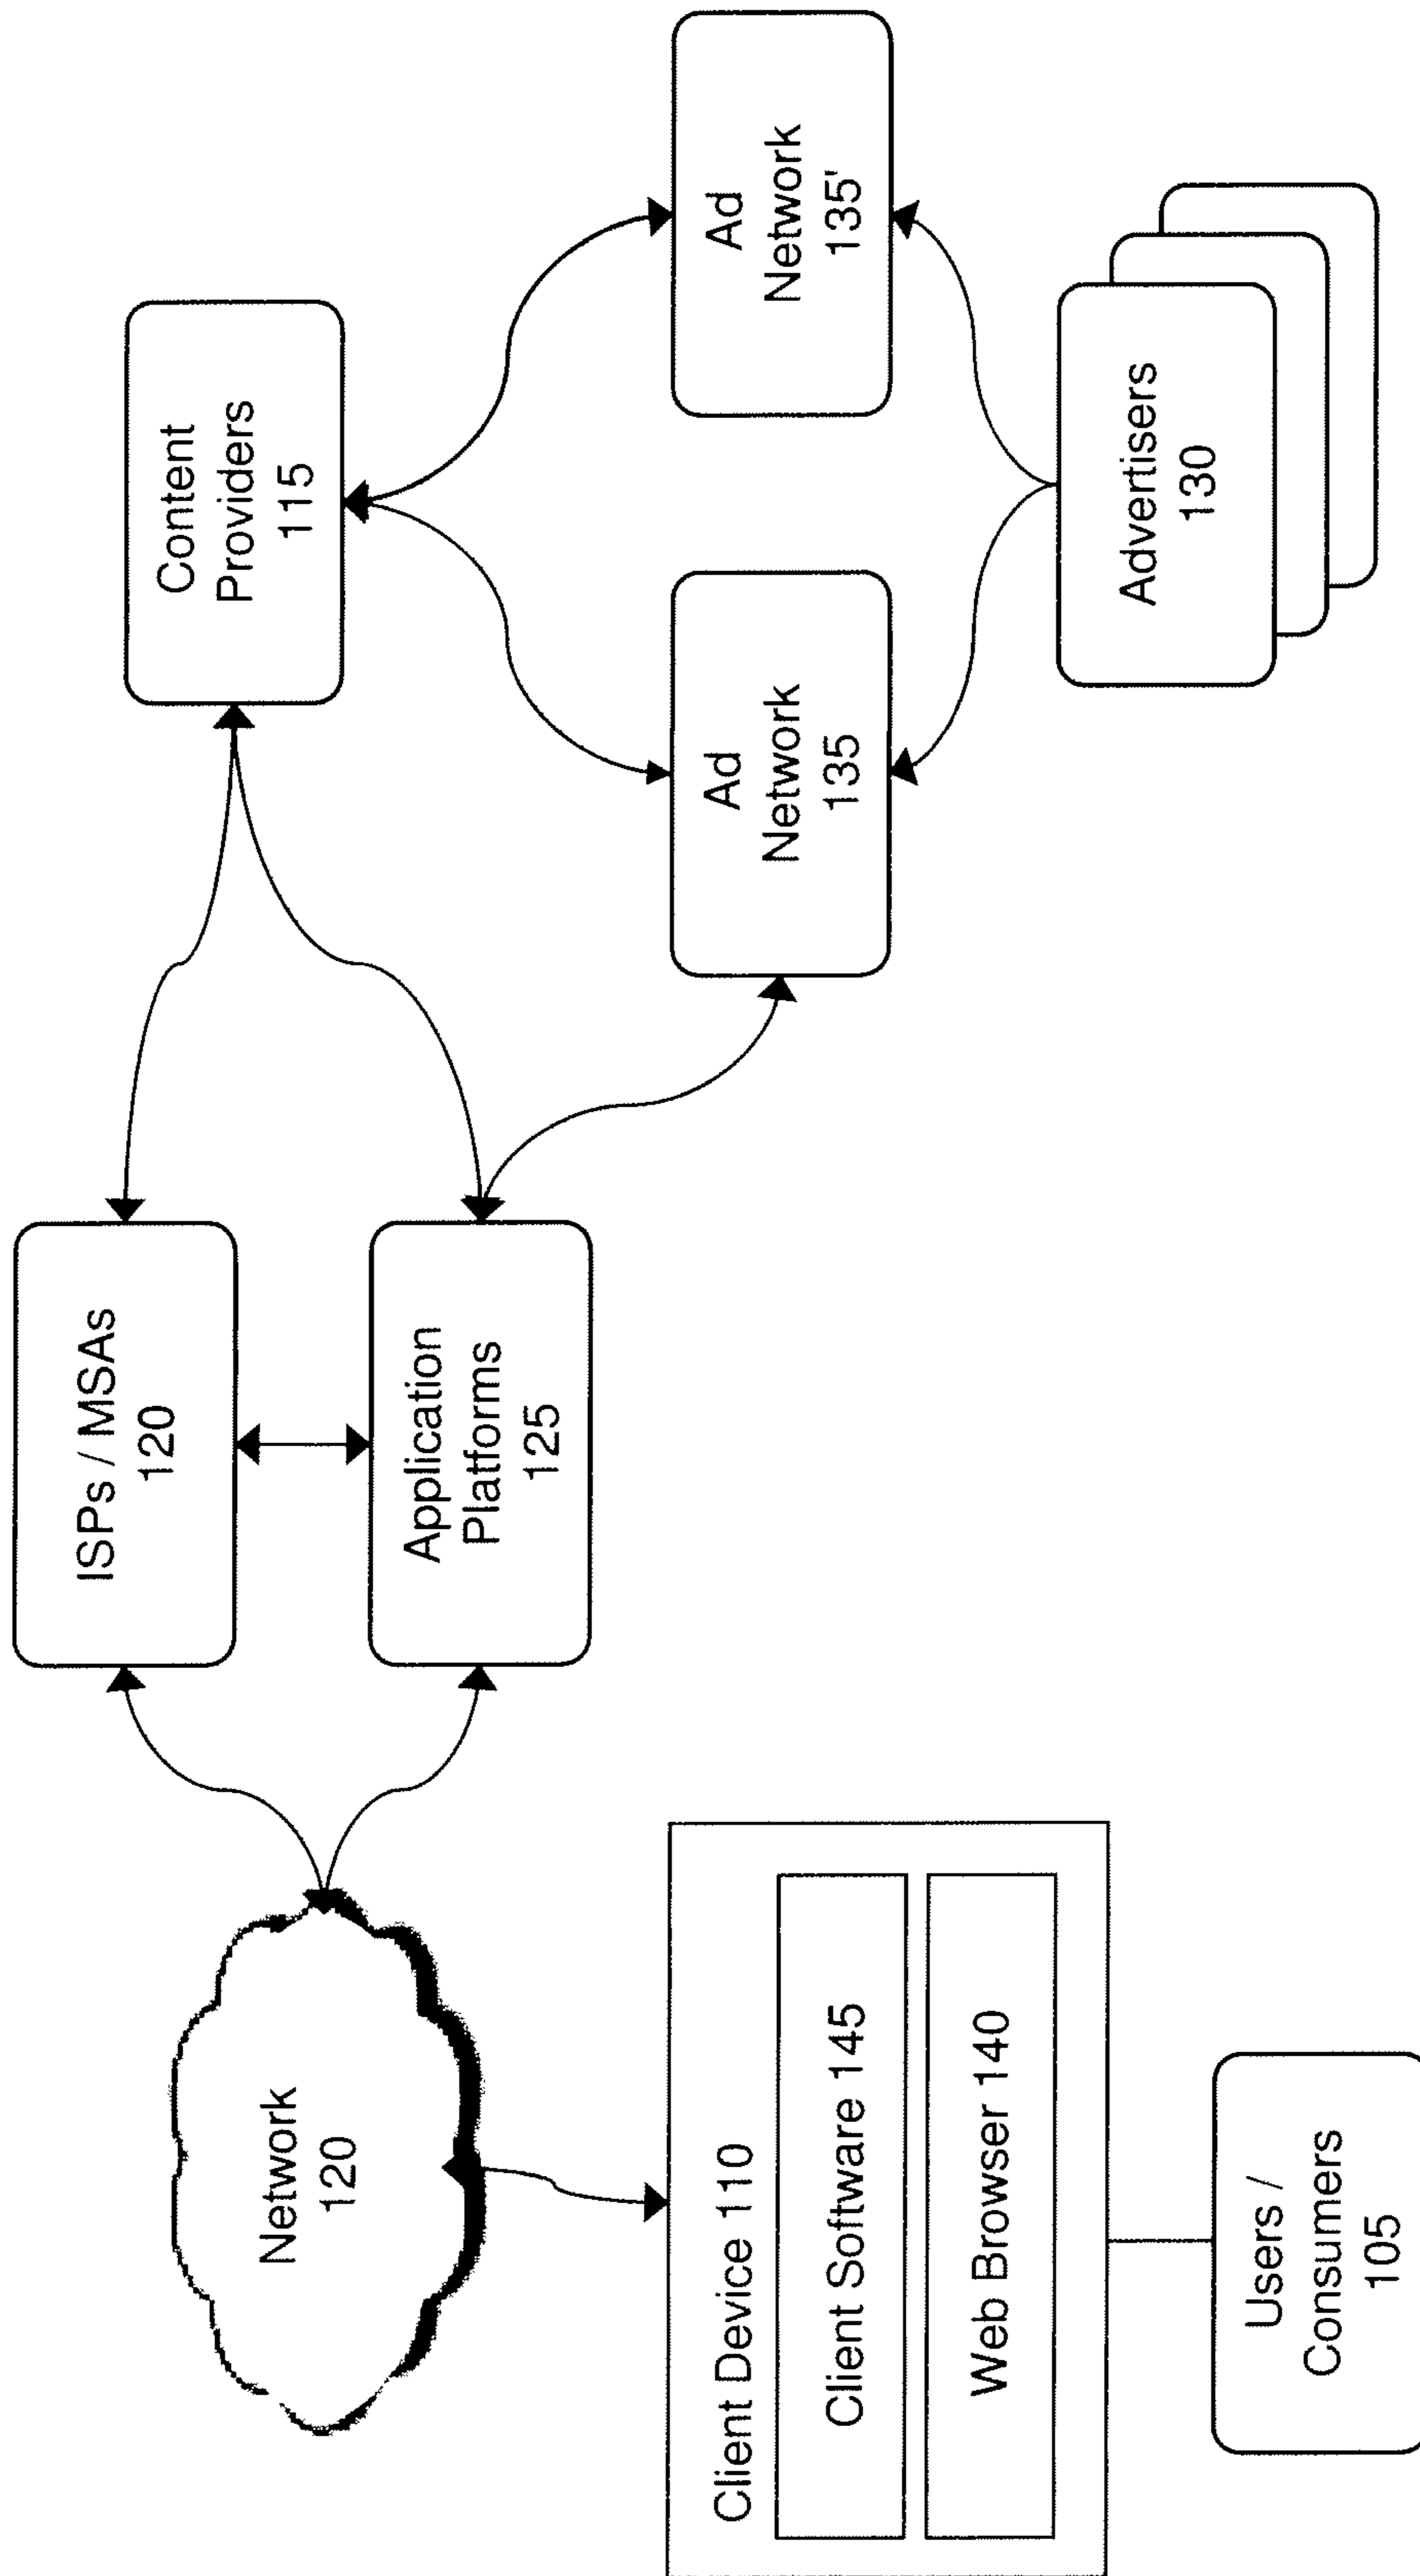 Network
120
ISPs / MSAs
120
Application
Platforms
125
Content
Providers
115
Client Device 110
Client Software 145
Web Browser 140
Users /
Consumers
105
Ad
Network
135
Ad
Network
135'
Advertisers
130